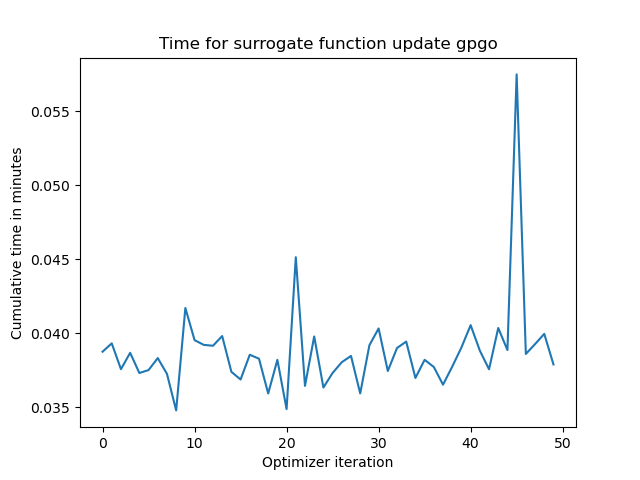 Time for surrogate function update gpgo
Cumulative time in minutes
0.055
0.050
0.045
0.040
0.035
0 10 20 30 40 50
Optimizer iteration